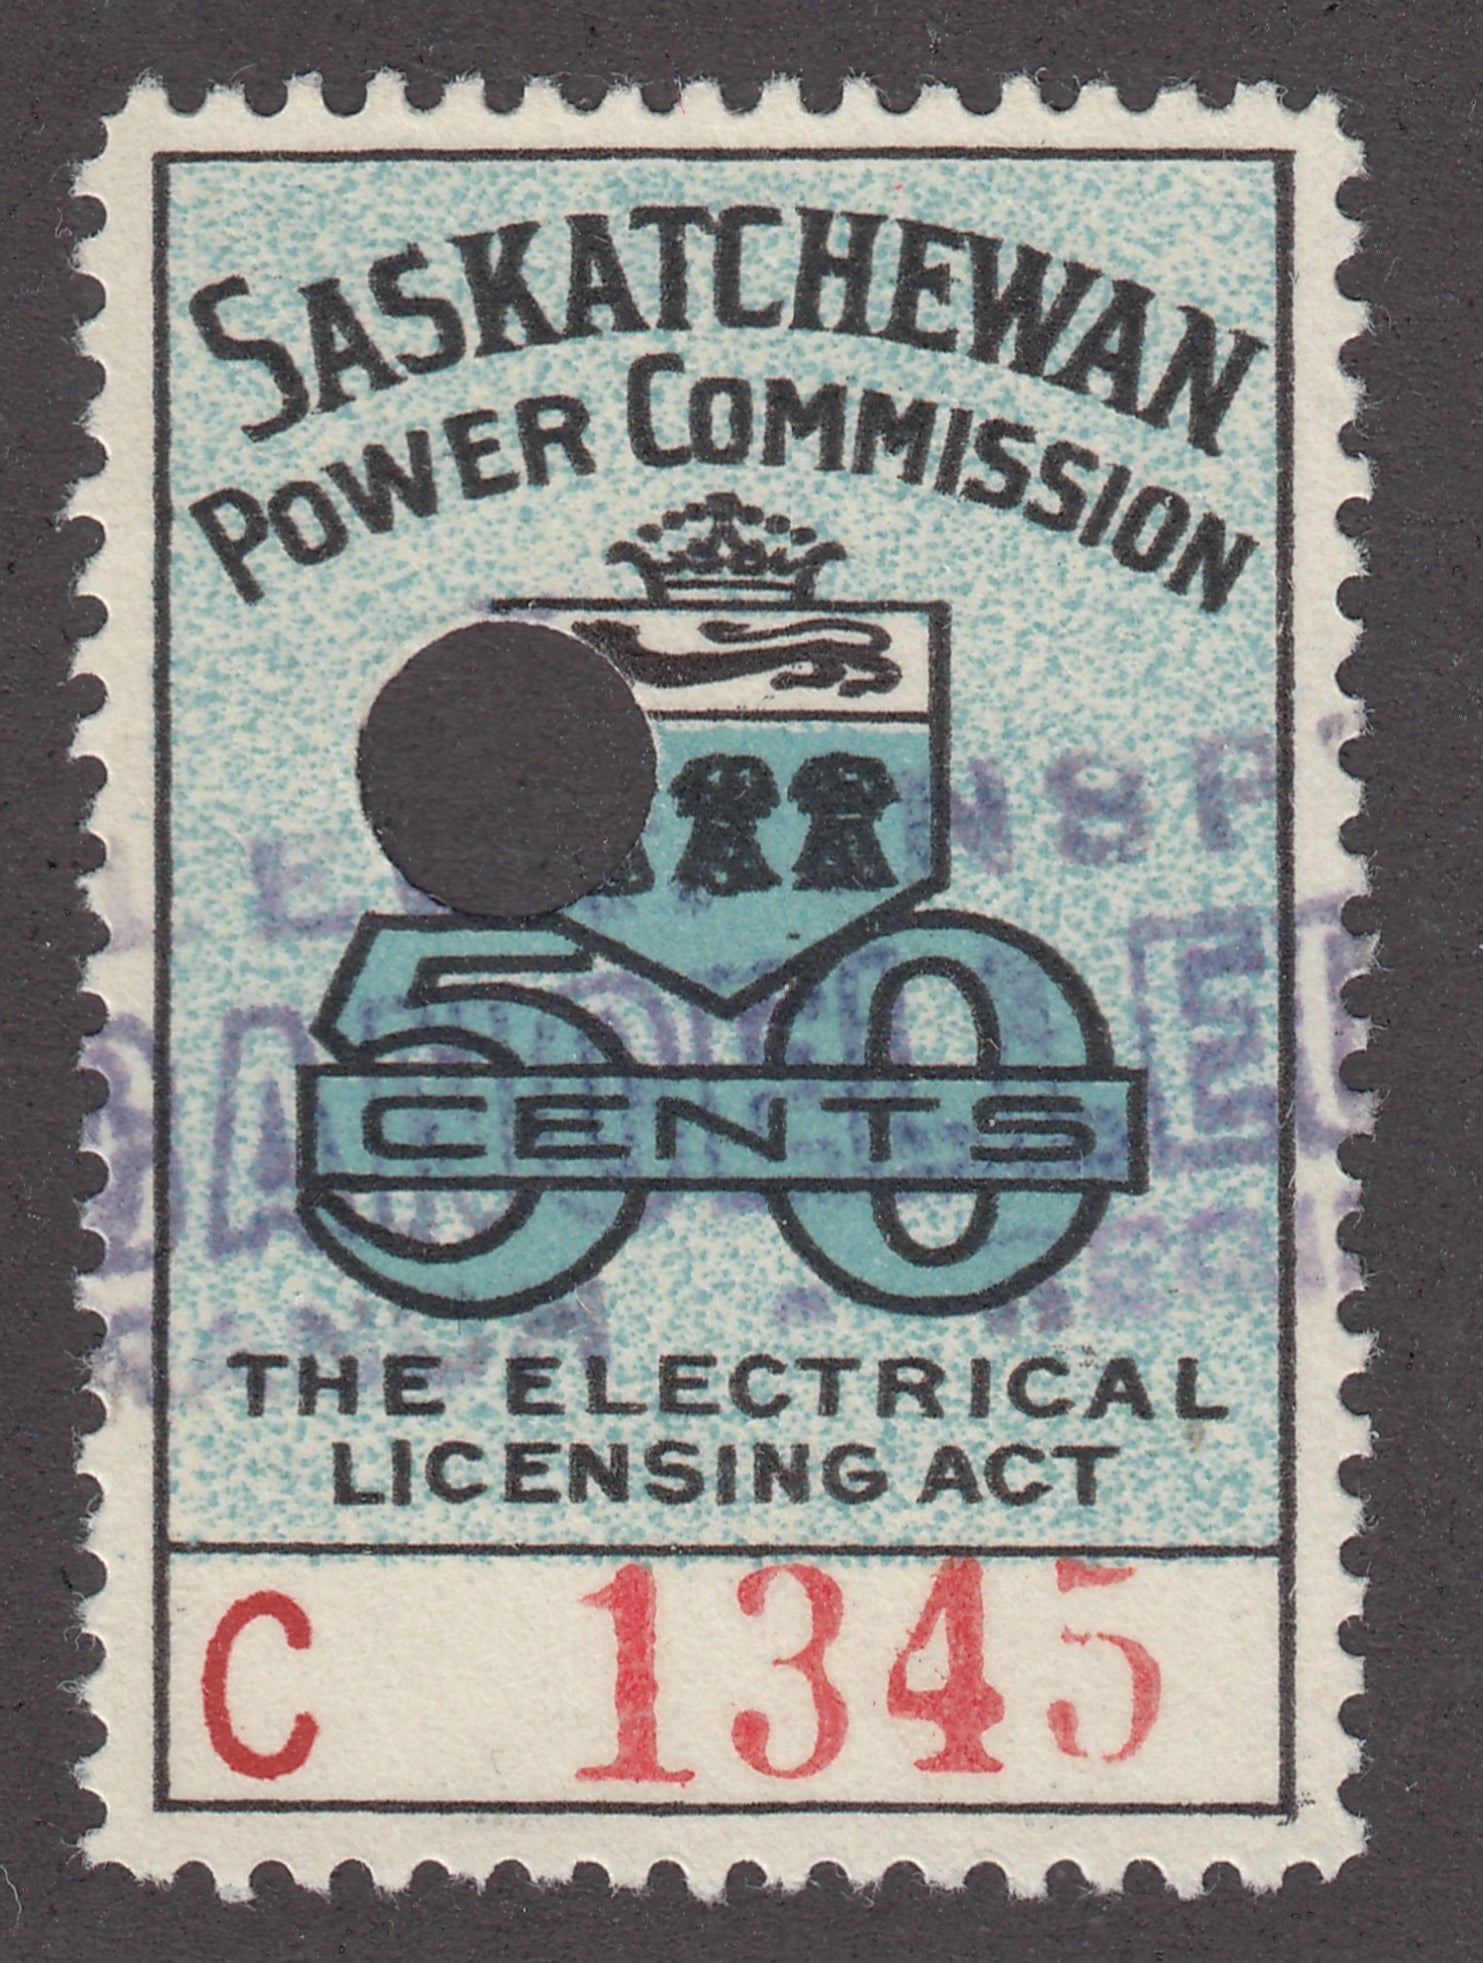 SASKATCHEWAN
POWER COMMISSION
50
CENTS
THE ELECTRICAL
LICENSING ACT
C 1345